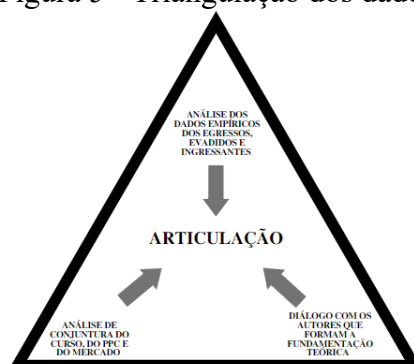 Figura 3 - Triangulação dos dado
ANÁLISE DOS
DADOS EMPÍRICOS
DOS EGRESSOS,
EVADIDOS E
INGRESSANTES
ARTICULAÇÃO
ANÁLISE DE
CONJUNTURA DO
CURSO, DO PPC E
DO MERCADO
DIÁLOGO COM OS
AUTORES QUE
FORMAM A
FUNDAMENTAÇÃO
TEÓRICA